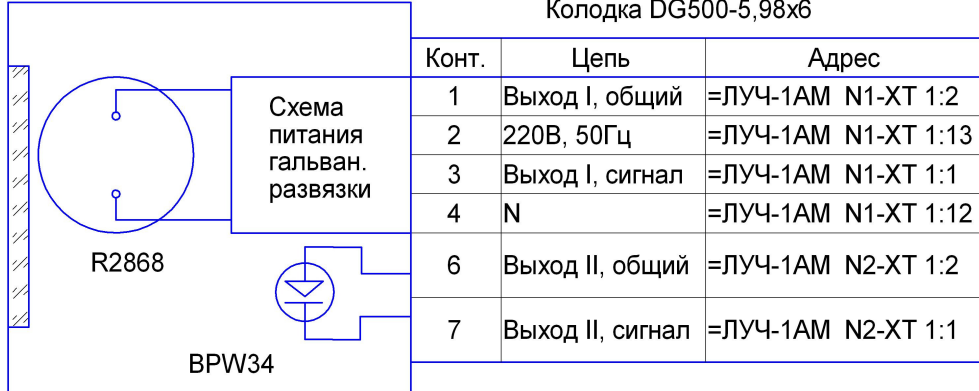 Колодка DG500-5,98х6
Конт. Цепь Адрес
1 Выход I, общий =ЛУЧ-1АМ N1-XT 1:2
2 220В, 50Гц =ЛУЧ-1АМ N1-XT 1:13
3 Выход I, сигнал =ЛУЧ-1АМ N1-XT 1:1
4 N =ЛУЧ-1АМ N1-XT 1:12
6 Выход II, общий =ЛУЧ-1АМ N2-XT 1:2
7 Выход II, сигнал =ЛУЧ-1АМ N2-XT 1:1
Схема
питания
гальван.
развязки
R2868
BPW34